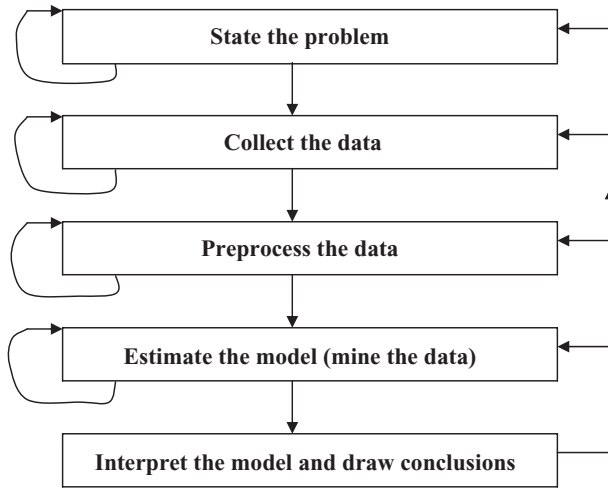 State the problem
Collect the data
Preprocess the data
Estimate the model (mine the data)
Interpret the model and draw conclusions